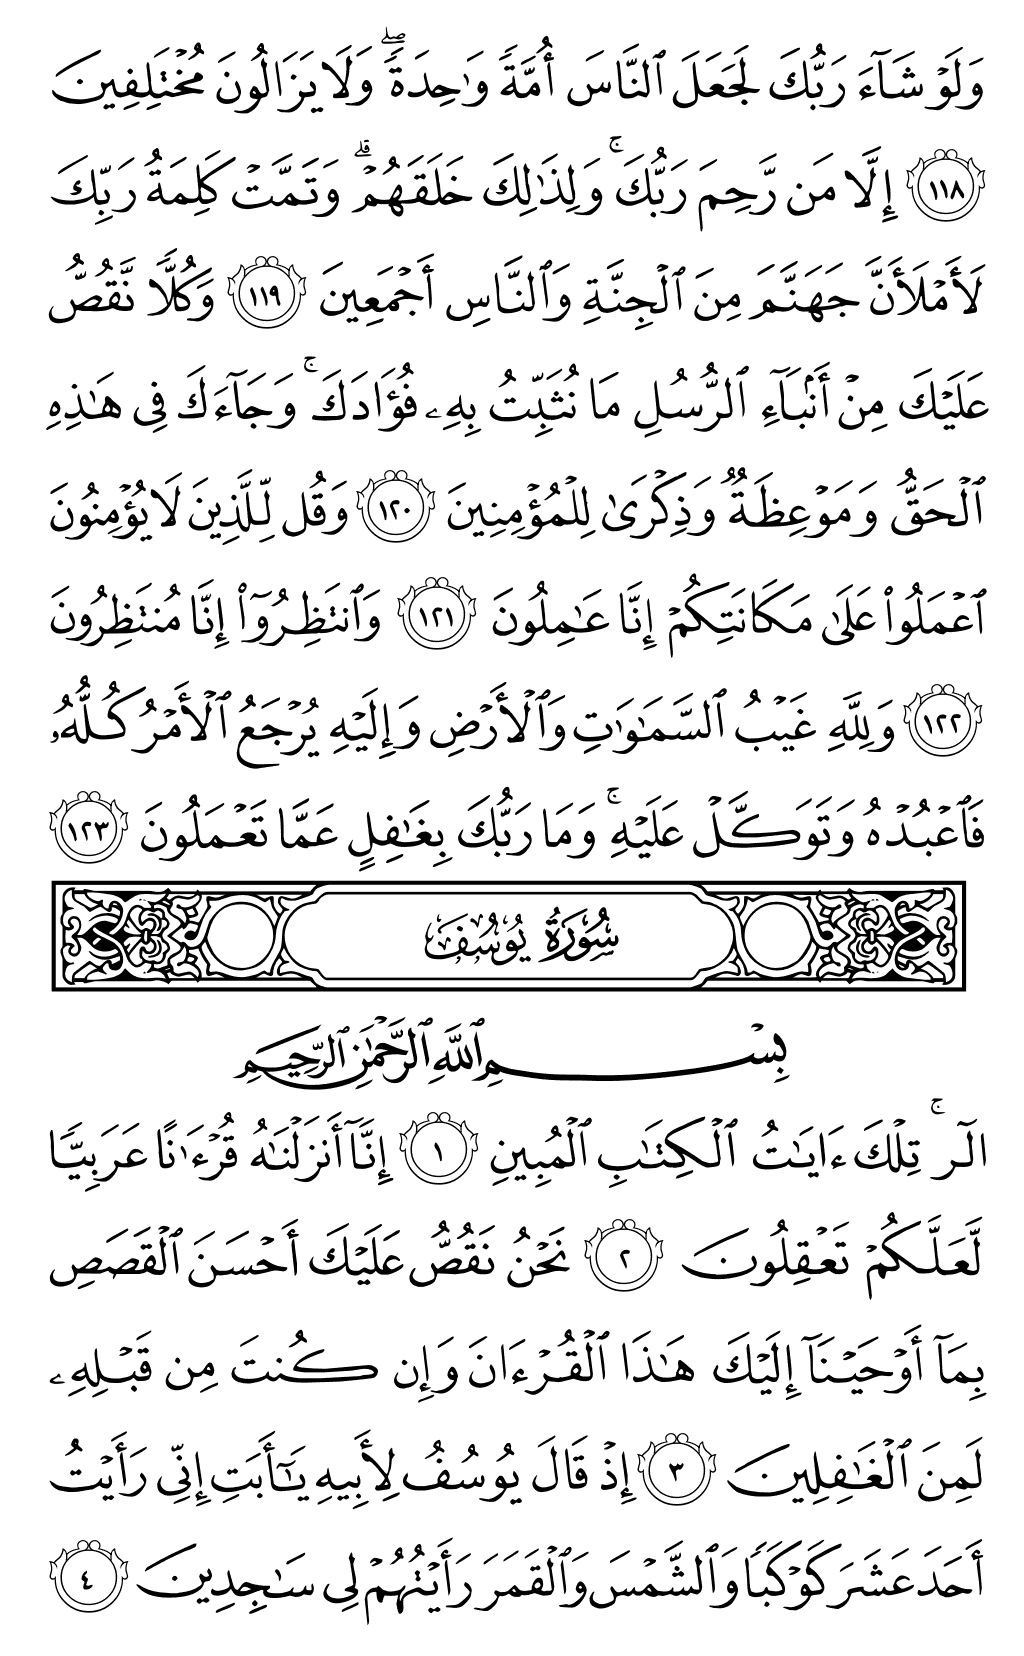 وَلَوْ شَآءَ رَبُّكَ لَجَعَلَ ٱلنَّاسَ أُمَّةً وَٰحِدَةً ۖ وَلَا يَزَالُونَ مُخْتَلِفِينَ
١١٨ إِلَّا مَن رَّحِمَ رَبُّكَ ۚ وَلِذَٰلِكَ خَلَقَهُمْ ۗ وَتَمَّتْ كَلِمَةُ رَبِّكَ
لَأَمْلَأَنَّ جَهَنَّمَ مِنَ ٱلْجِنَّةِ وَٱلنَّاسِ أَجْمَعِينَ ١١٩ وَكُلًّا نَّقُصُّ
عَلَيْكَ مِنْ أَنۢبَآءِ ٱلرُّسُلِ مَا نُثَبِّتُ بِهِۦ فُؤَادَكَ ۚ وَجَآءَكَ فِى هَٰذِهِ
ٱلْحَقُّ وَمَوْعِظَةٌ وَذِكْرَىٰ لِلْمُؤْمِنِينَ ١٢٠ وَقُل لِّلَّذِينَ لَا يُؤْمِنُونَ
ٱعْمَلُوا۟ عَلَىٰ مَكَانَتِكُمْ إِنَّا عَٰمِلُونَ ١٢١ وَٱنتَظِرُوٓا۟ إِنَّا مُنتَظِرُونَ
١٢٢ وَلِلَّهِ غَيْبُ ٱلسَّمَٰوَٰتِ وَٱلْأَرْضِ وَإِلَيْهِ يُرْجَعُ ٱلْأَمْرُ كُلُّهُۥ
فَٱعْبُدْهُ وَتَوَكَّلْ عَلَيْهِ ۚ وَمَا رَبُّكَ بِغَٰفِلٍ عَمَّا تَعْمَلُونَ ١٢٣
سُورَةُ يُوسُفَ
بِسْمِ ٱللَّهِ ٱلرَّحْمَٰنِ ٱلرَّحِيمِ
الٓر ۚ تِلْكَ ءَايَٰتُ ٱلْكِتَٰبِ ٱلْمُبِينِ ١ إِنَّآ أَنزَلْنَٰهُ قُرْءَٰنًا عَرَبِيًّا
لَّعَلَّكُمْ تَعْقِلُونَ ٢ نَحْنُ نَقُصُّ عَلَيْكَ أَحْسَنَ ٱلْقَصَصِ
بِمَآ أَوْحَيْنَآ إِلَيْكَ هَٰذَا ٱلْقُرْءَانَ وَإِن كُنتَ مِن قَبْلِهِۦ
لَمِنَ ٱلْغَٰفِلِينَ ٣ إِذْ قَالَ يُوسُفُ لِأَبِيهِ يَٰٓأَبَتِ إِنِّى رَأَيْتُ
أَحَدَ عَشَرَ كَوْكَبًا وَٱلشَّمْسَ وَٱلْقَمَرَ رَأَيْتُهُمْ لِى سَٰجِدِينَ ٤